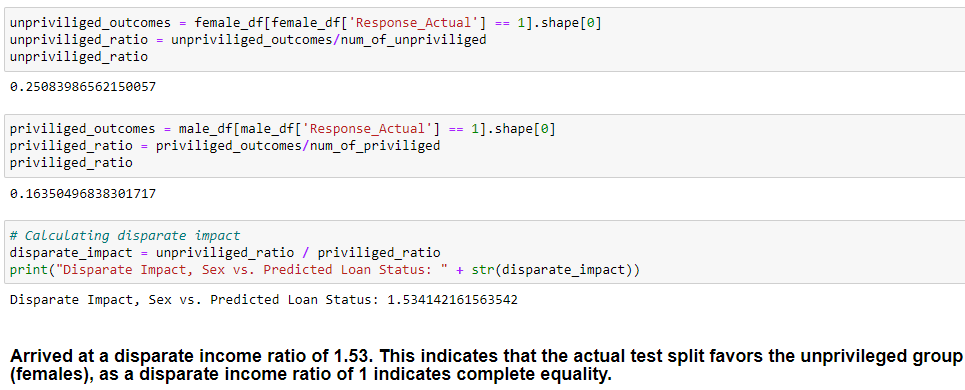 unpriviliged_outcomes = female_df[female_df['Response_Actual'] == 1].shape[0]
unpriviliged_ratio = unpriviliged_outcomes/num_of_unpriviliged
unpriviliged_ratio
0.25083986562150057
priviliged_outcomes = male_df[male_df['Response_Actual'] == 1].shape[0]
priviliged_ratio = priviliged_outcomes/num_of_priviliged
priviliged_ratio
0.16350496838301717
# Calculating disparate impact
disparate_impact = unpriviliged_ratio / priviliged_ratio
print("Disparate Impact, Sex vs. Predicted Loan Status: " + str(disparate_impact))
Disparate Impact, Sex vs. Predicted Loan Status: 1.534142161563542
Arrived at a disparate income ratio of 1.53. This indicates that the actual test split favors the unprivileged group
(females), as a disparate income ratio of 1 indicates complete equality.